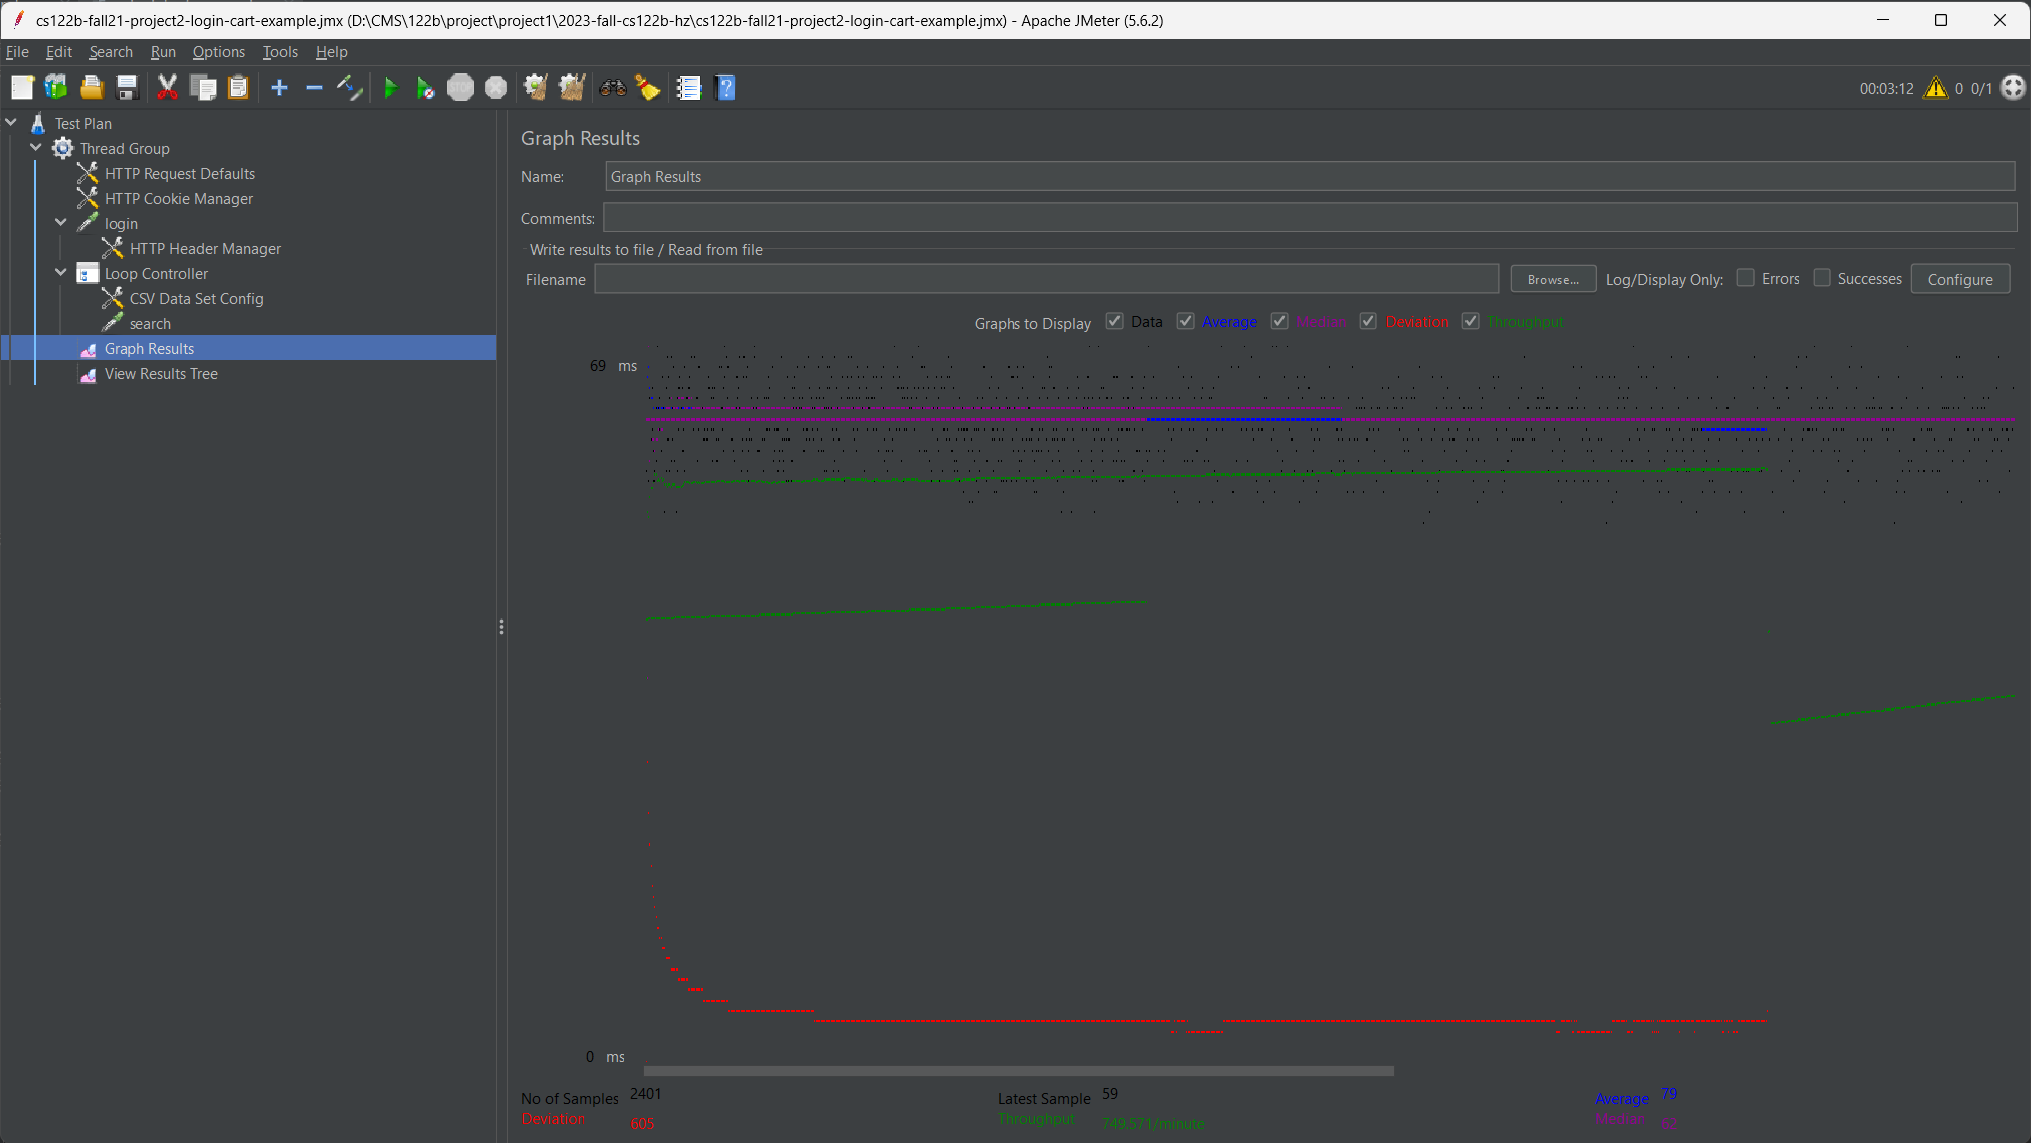 cs122b-fall21-project2-login-cart-example.jmx (D:\CMS\122b\project\project1\2023-fall-cs122b-hz\cs122b-fall21-project2-login-cart-example.jmx) - Apache JMeter (5.6.2)
File Edit Search Run Options Tools Help
STOP
00:03:12 0 0/1
Test Plan
Thread Group
HTTP Request Defaults
HTTP Cookie Manager
login
HTTP Header Manager
Loop Controller
CSV Data Set Config
search
Graph Results
View Results Tree
Graph Results
Name: Graph Results
Comments:
Write results to file / Read from file
Filename Browse... Log/Display Only: Errors Successes Configure
Graphs to Display Data Average Median Deviation Throughput
69 ms
0 ms
No of Samples 2401 Latest Sample 59 Average 79
Deviation 605 Throughput 749.571/minute Median 62